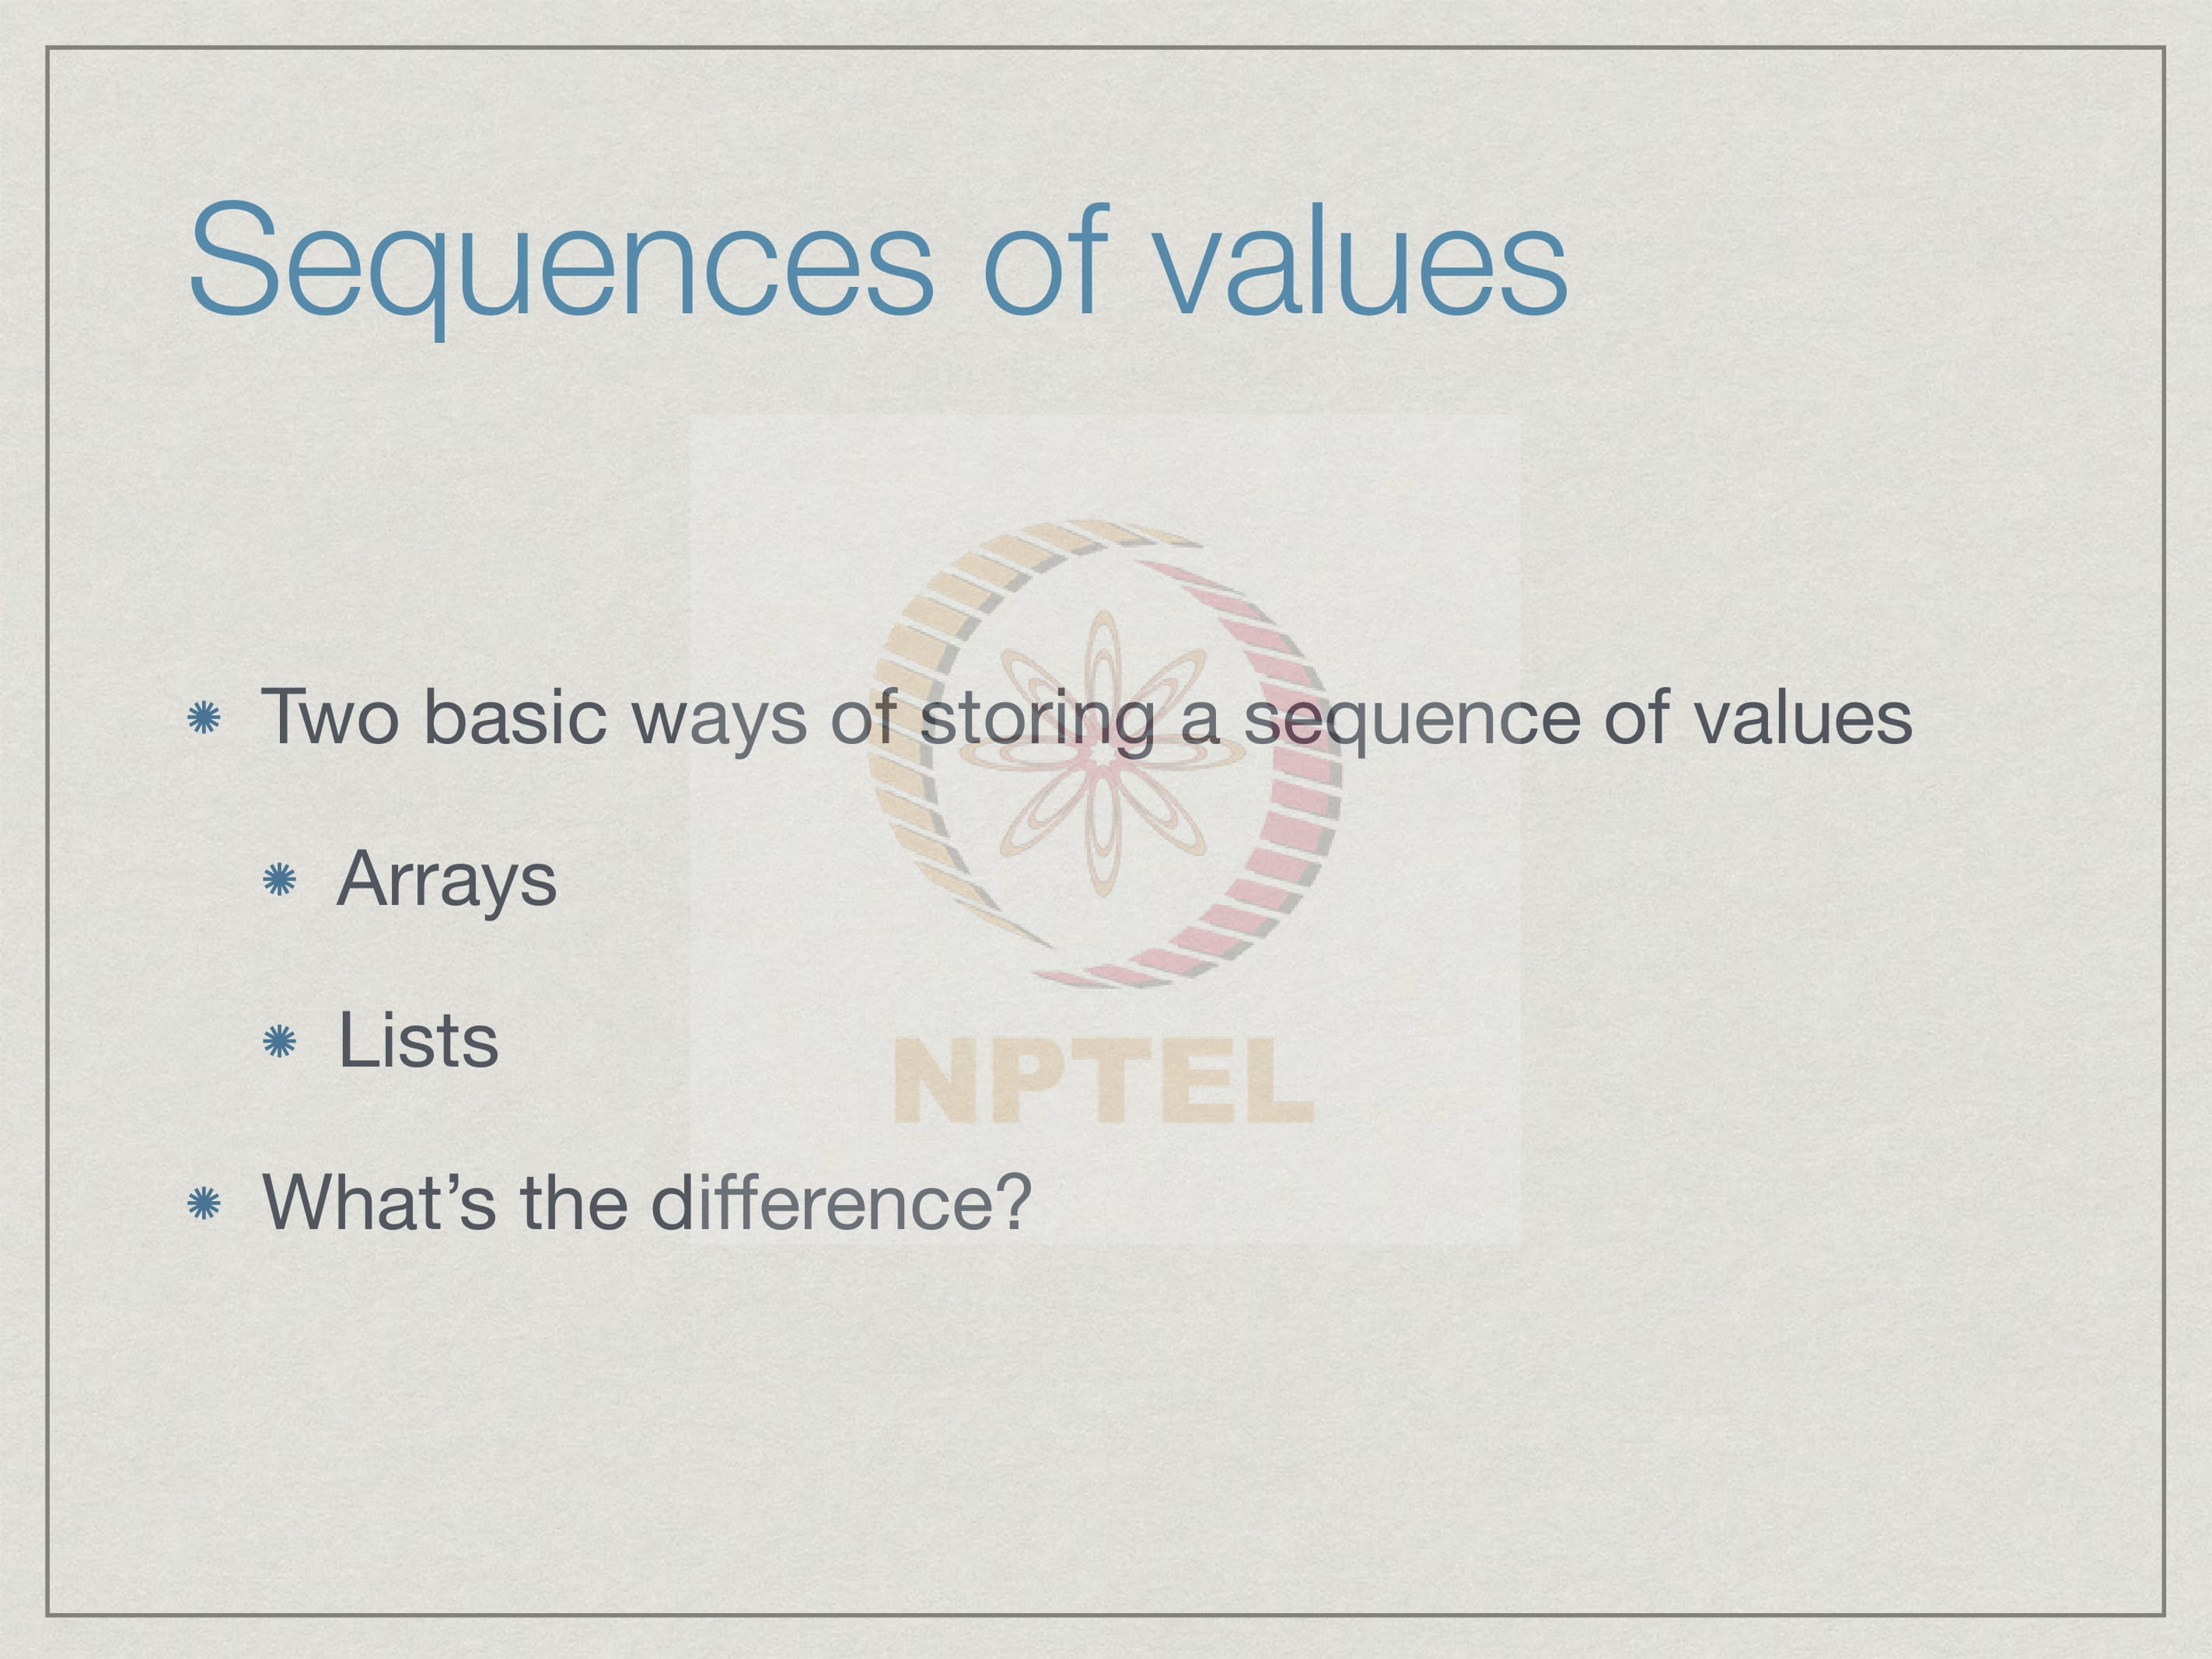 Sequences of values
Two basic ways of storing a sequence of values
Arrays
Lists
NPTEL
What’s the difference?